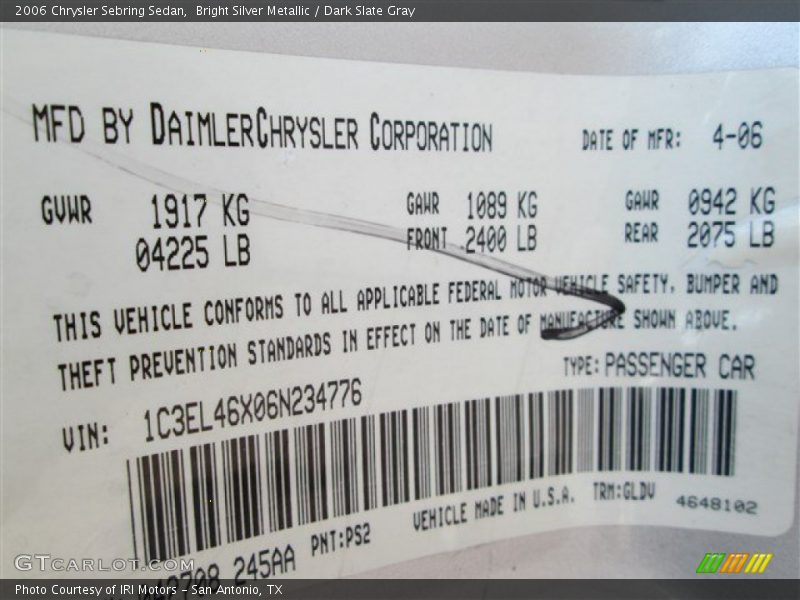 2006 Chrysler Sebring Sedan, Bright Silver Metallic / Dark Slate Gray
MFD BY DAIMLERCHRYSLER CORPORATION DATE OF MFR: 4-06
GVWR 1917 KG GAWR 1089 KG GAWR 0942 KG
04225 LB FRONT 2400 LB REAR 2075 LB
THIS VEHICLE CONFORMS TO ALL APPLICABLE FEDERAL MOTOR VEHICLE SAFETY, BUMPER AND
THEFT PREVENTION STANDARDS IN EFFECT ON THE DATE OF MANUFACTURE SHOWN ABOVE.
TYPE: PASSENGER CAR
VIN: 1C3EL46X06N234776
VEHICLE MADE IN U.S.A. TRM:GLDV 4648102
245AA PNT:PS2
GTCARLOT.COM
Photo Courtesy of IRI Motors - San Antonio, TX